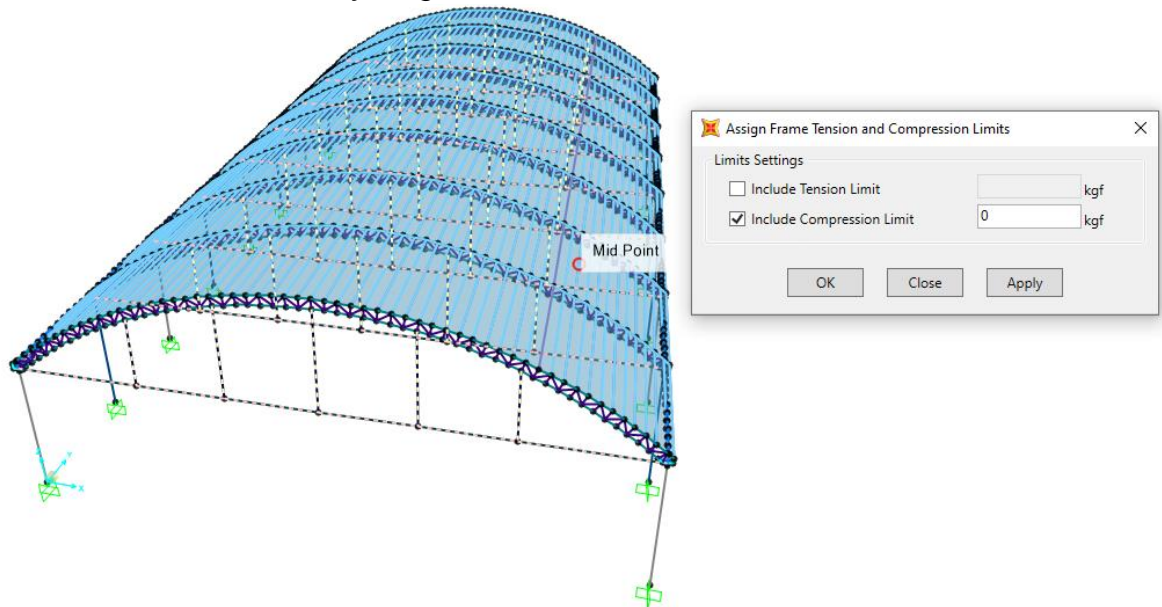 Assign Frame Tension and Compression Limits
Limits Settings
Include Tension Limit
kgf
Include Compression Limit
0
kgf
Mid Point
OK
Close
Apply
Z
Y
X